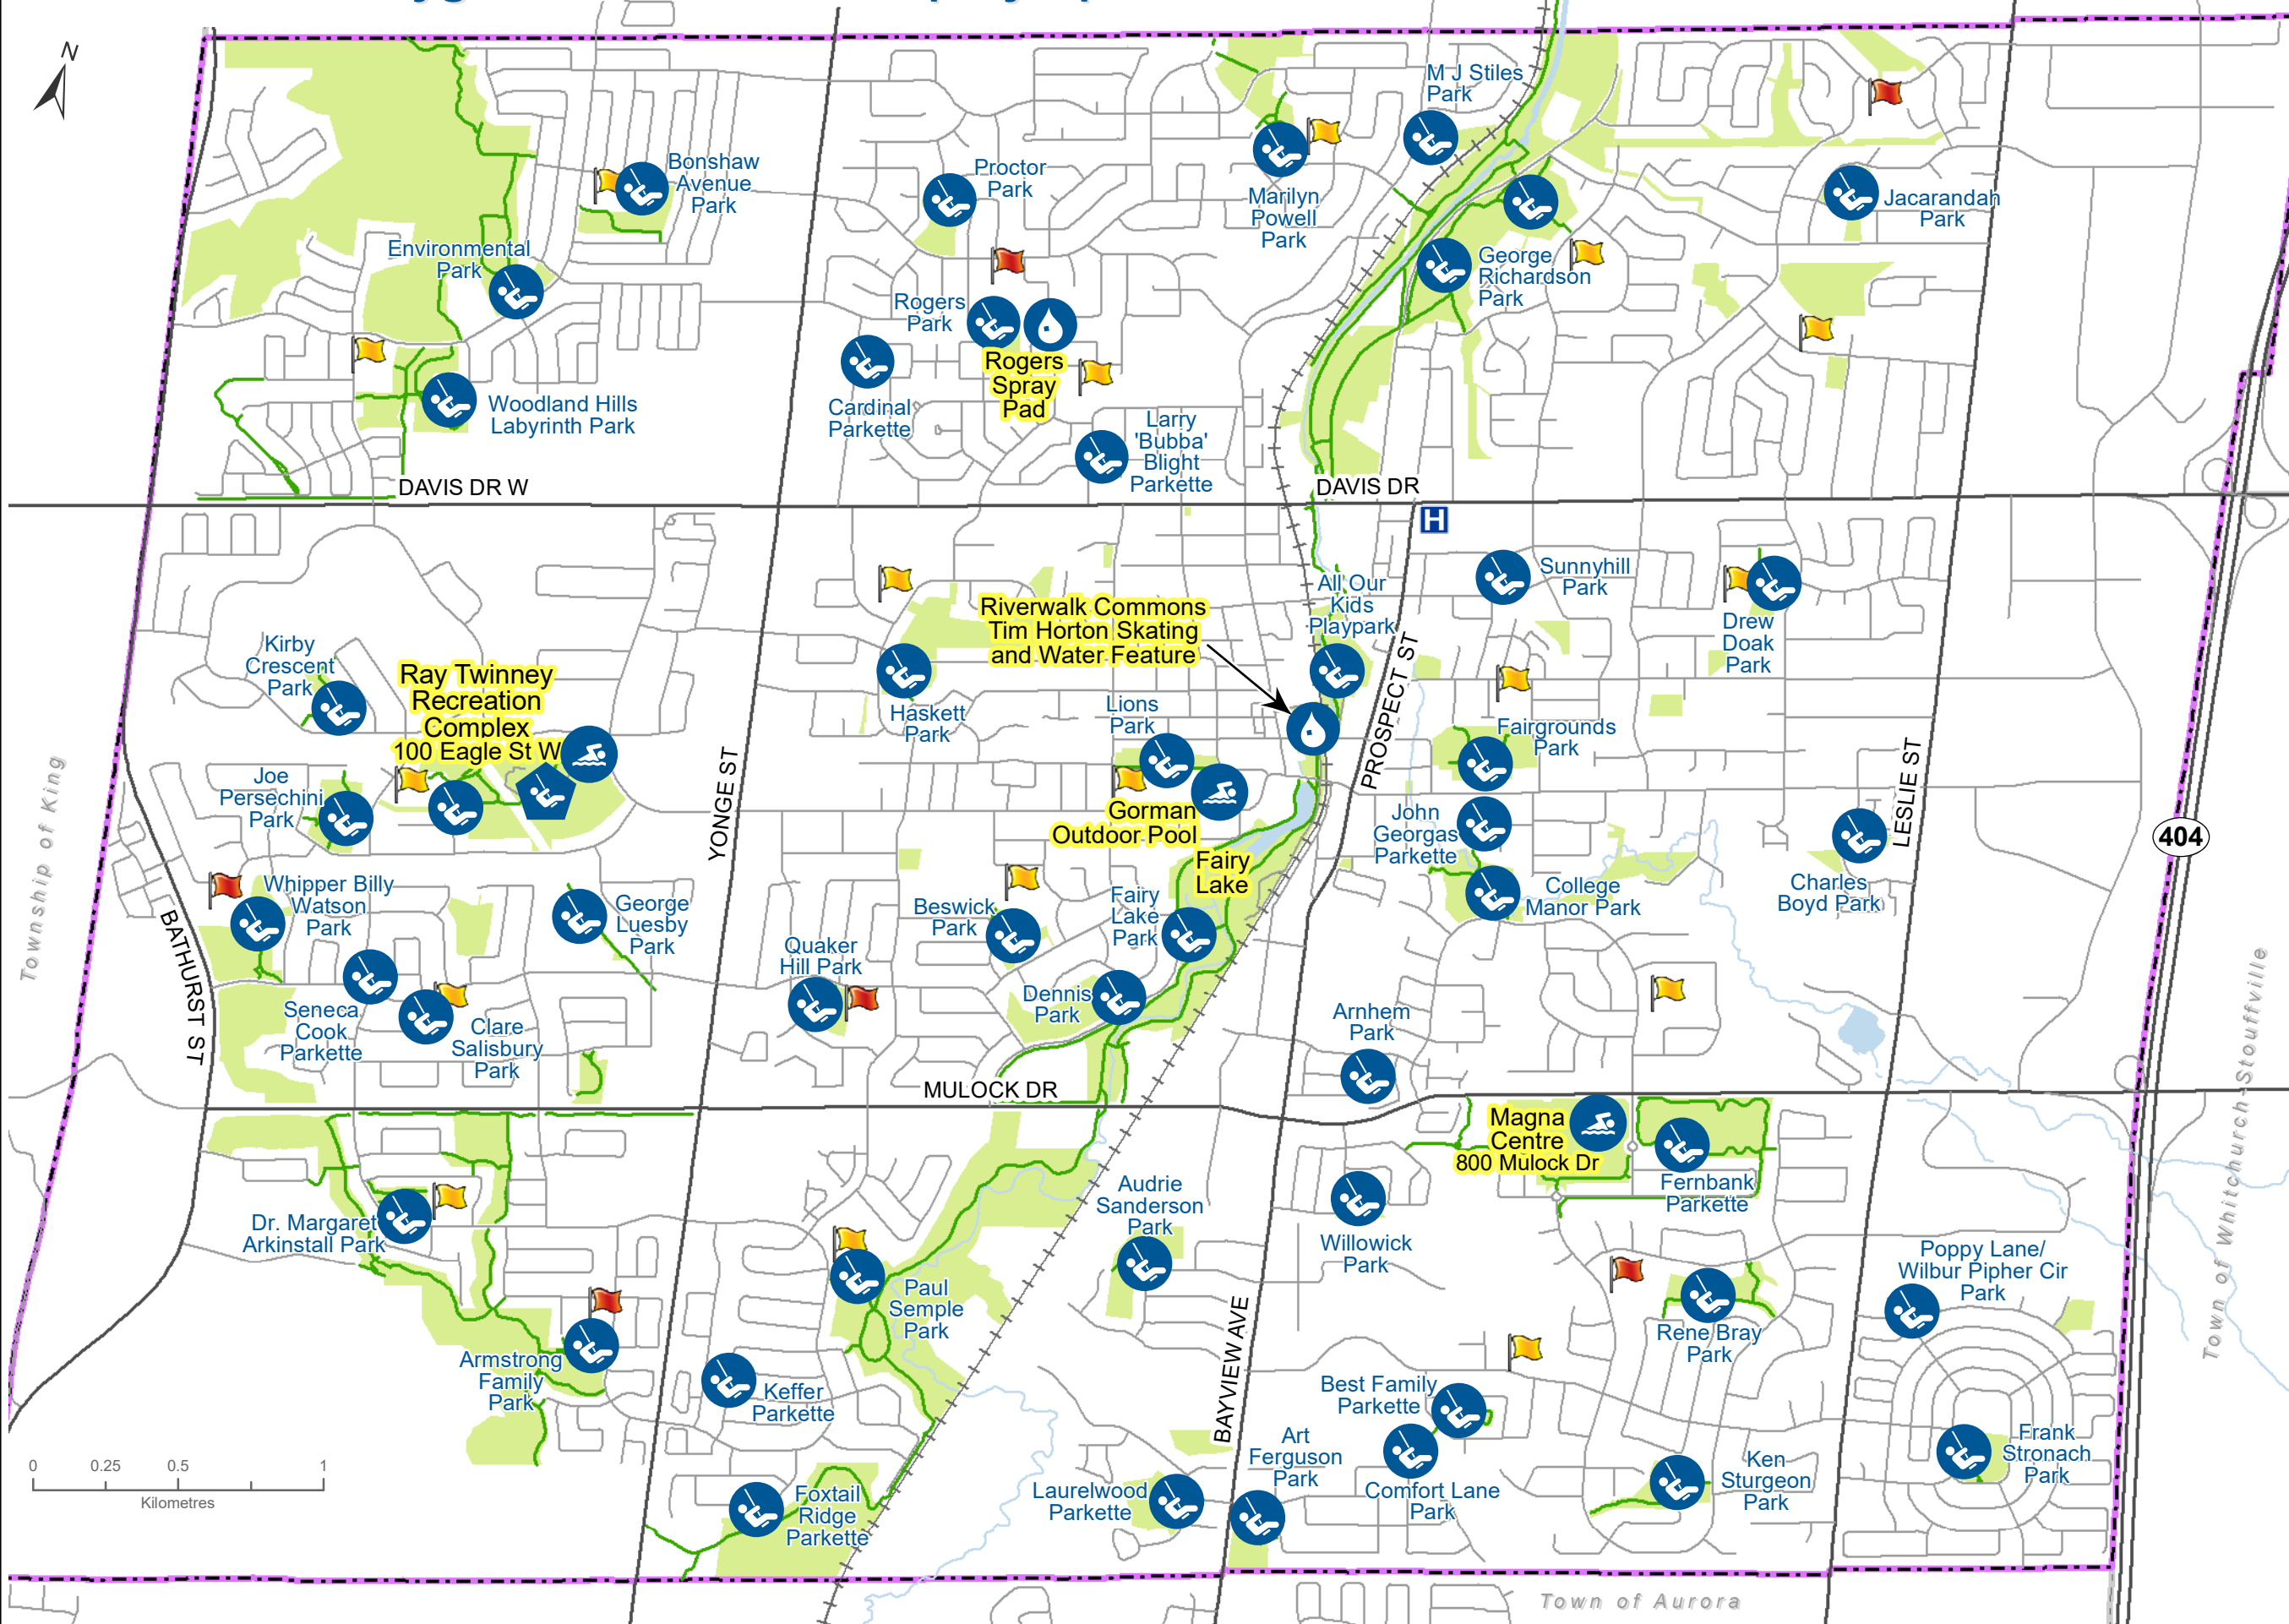 N
M J Stiles
Park
Bonshaw
Avenue
Park
Proctor
Park
Marilyn
Powell
Park
Jacarandah
Park
Environmental
Park
George
Richardson
Park
Rogers
Park
Rogers
Spray
Pad
Cardinal
Parkette
Woodland Hills
Labyrinth Park
Larry
'Bubba'
Blight
Parkette
DAVIS DR W
DAVIS DR
H
Sunnyhill
Park
All Our
Kids
Playpark
Riverwalk Commons
Tim Horton Skating
and Water Feature
Drew
Doak
Park
Kirby
Crescent
Park
Ray Twinney
Recreation
Complex
100 Eagle St W
Haskett
Park
Lions
Park
PROSPECT ST
Fairgrounds
Park
YONGE ST
LESLIE ST
Township of King
Joe
Persechini
Park
Gorman
Outdoor Pool
John
Georgas
Parkette
404
Fairy
Lake
Whipper Billy
Watson
Park
George
Luesby
Park
Beswick
Park
Fairy
Lake
Park
College
Manor Park
Charles
Boyd Park
BATHURST ST
Quaker
Hill Park
Dennis
Park
Seneca
Cook
Parkette
Clare
Salisbury
Park
Arnhem
Park
Town of Whitchurch-Stouffville
MULOCK DR
Magna
Centre
800 Mulock Dr
Fernbank
Parkette
Audrie
Sanderson
Park
Dr. Margaret
Arkinstall Park
Willowick
Park
Poppy Lane/
Wilbur Pipher Cir
Park
Paul
Semple
Park
BAYVIEW AVE
Rene Bray
Park
Armstrong
Family
Park
Keffer
Parkette
Best Family
Parkette
Art
Ferguson
Park
Comfort Lane
Park
Frank
Stronach
Park
Ken
Sturgeon
Park
Laurelwood
Parkette
Foxtail
Ridge
Parkette
0 0.25 0.5 1
Kilometres
Town of Aurora